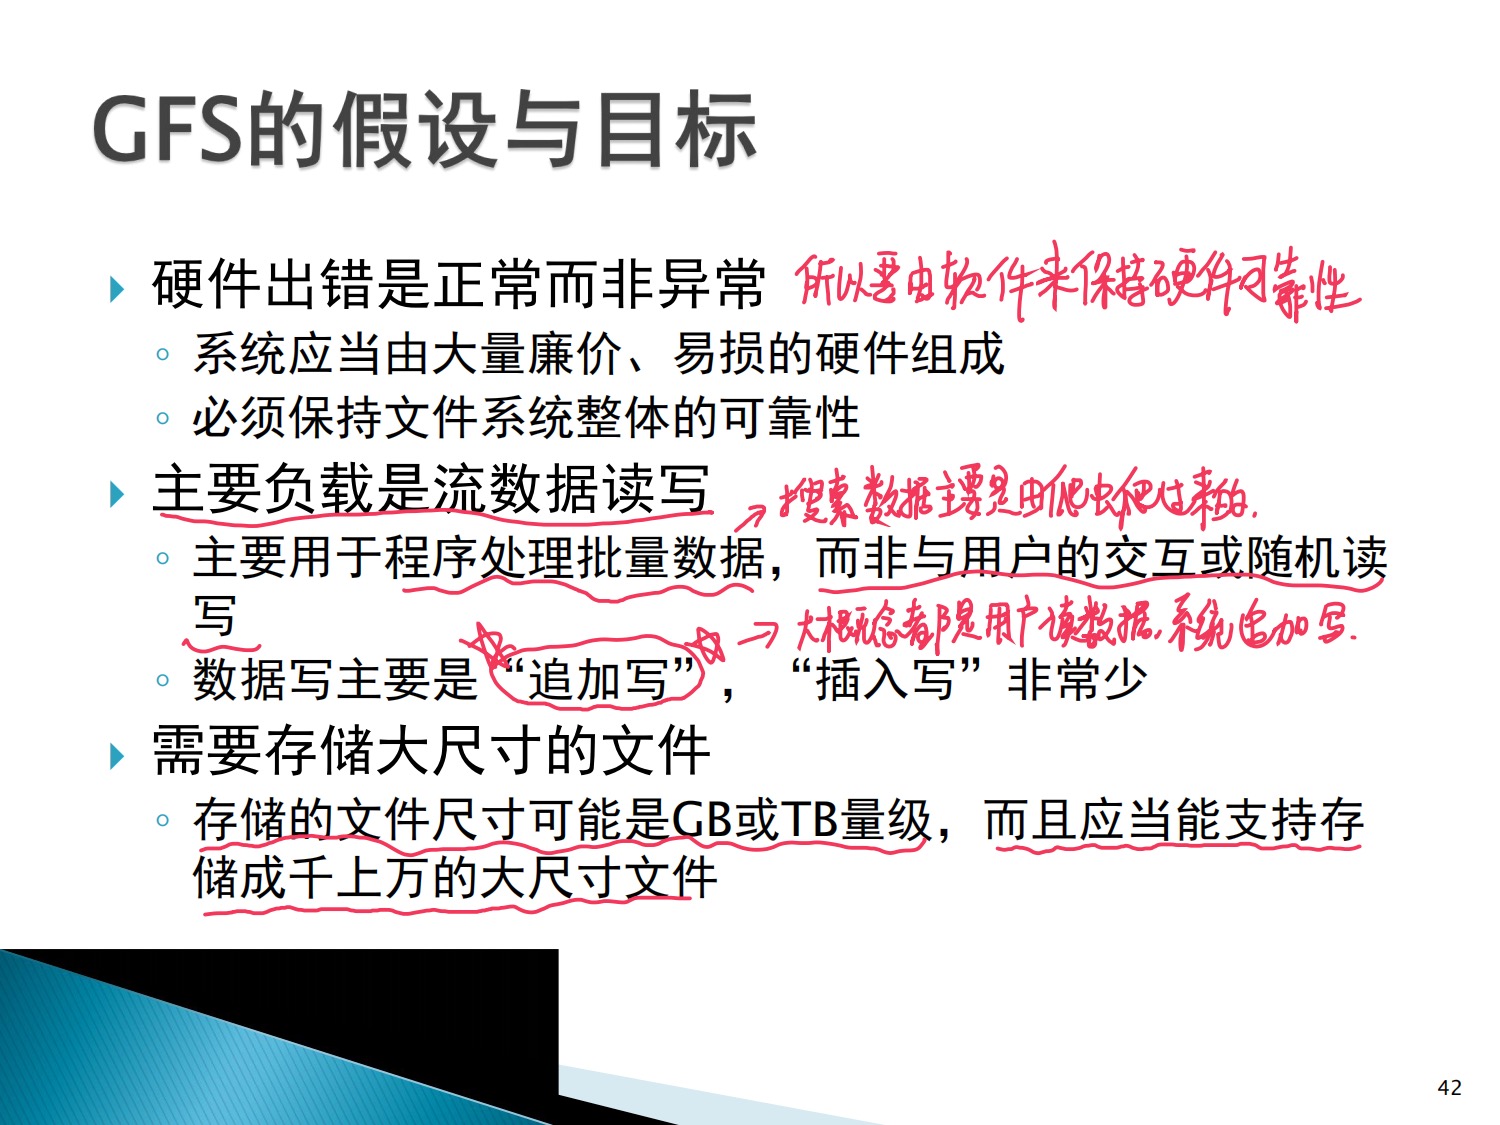 GFS的假设与目标
硬件出错是正常而非异常 所以要由软件来保持硬件可靠性
系统应当由大量廉价、易损的硬件组成
必须保持文件系统整体的可靠性
主要负载是流数据读写 →搜索数据主要是由爬虫爬过来的.
主要用于程序处理批量数据，而非与用户的交互或随机读
写
→大概念都是用户读数据,系统追加写.
数据写主要是“追加写”，“插入写”非常少
需要存储大尺寸的文件
存储的文件尺寸可能是GB或TB量级，而且应当能支持存
储成千上万的大尺寸文件
42